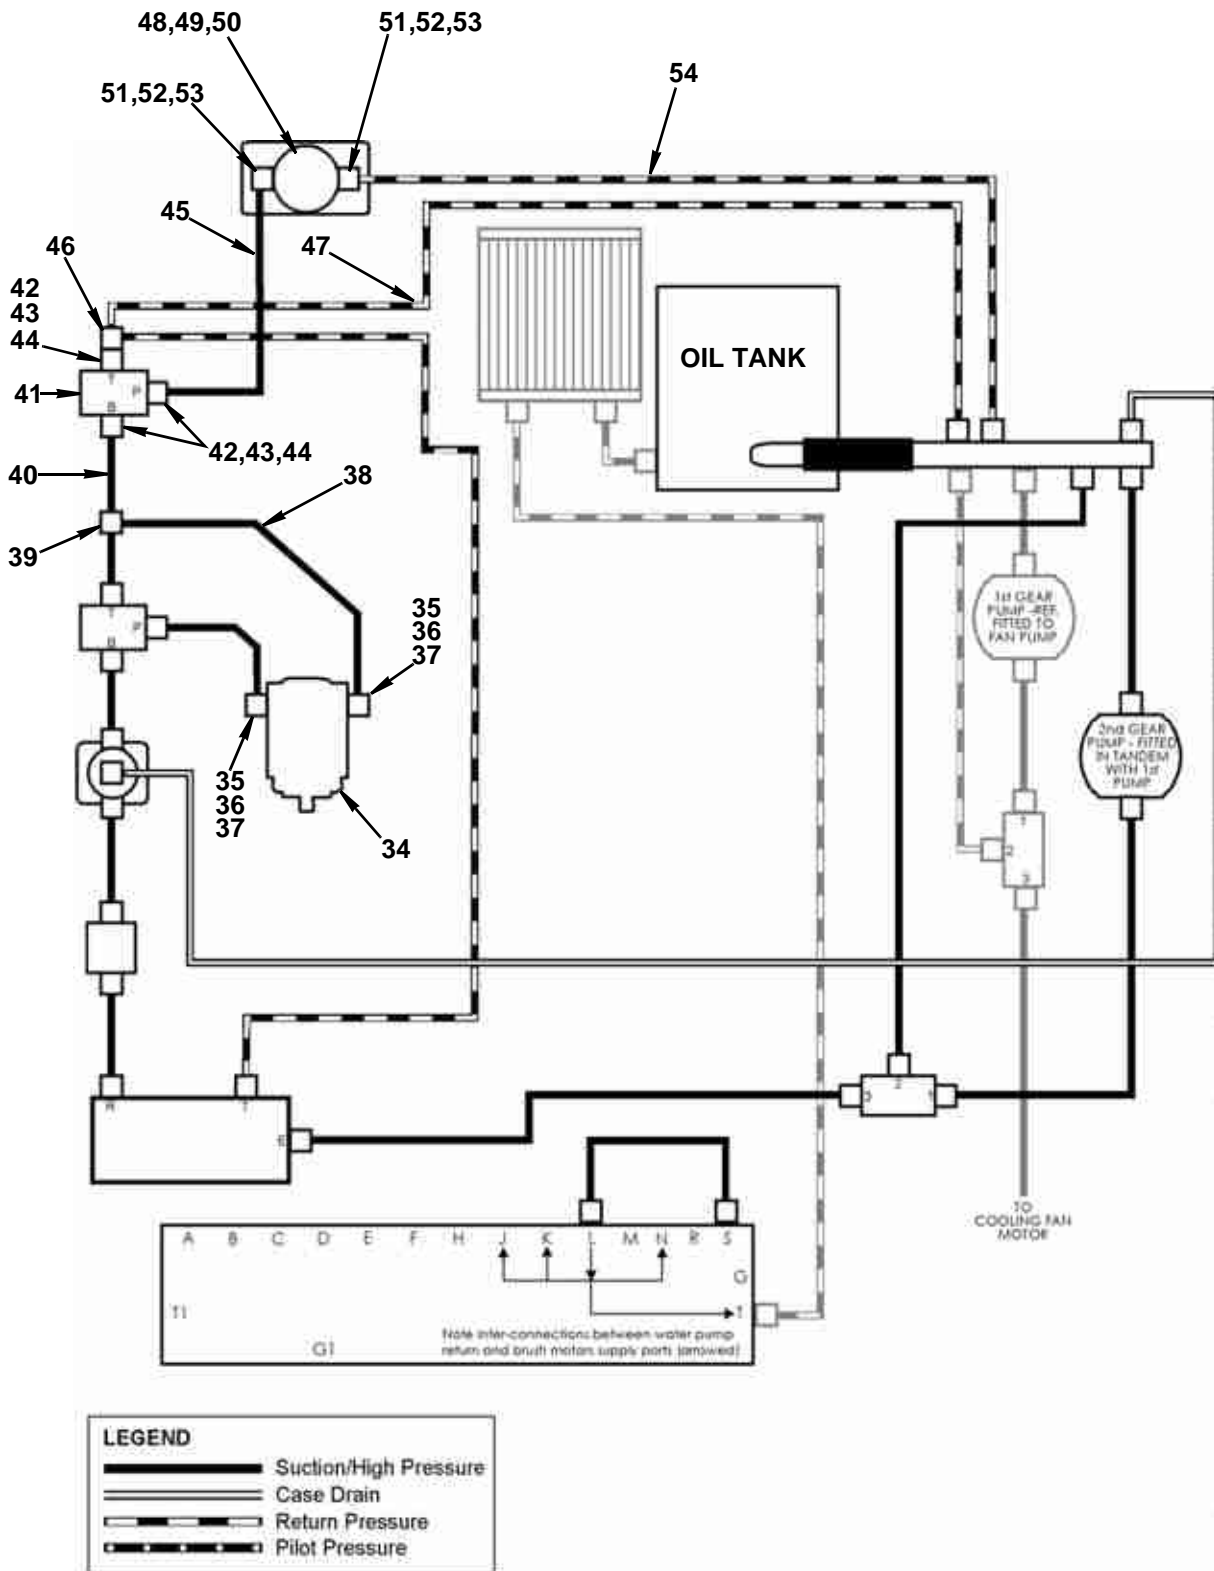 48,49,50
51,52,53
54
51,52,53
45
46
47
42
43
44
OIL TANK
T
41
P
B
42,43,44
40
38
39
T
P
B
35
36
37
1st GEAR
PUMP -REF.
FITTED TO
FAN PUMP
2nd GEAR
PUMP - FITTED
IN TANDEM
WITH 1st
PUMP
35
36
37
34
1
2
3
2
3
1
A
T
E
TO
COOLING FAN
MOTOR
A B C D E F H J K L M N R S
G
T1
T
Note inter-connections between water pump
return and brush motors supply ports (arrowed)
G1
LEGEND
Suction/High Pressure
Case Drain
Return Pressure
Pilot Pressure